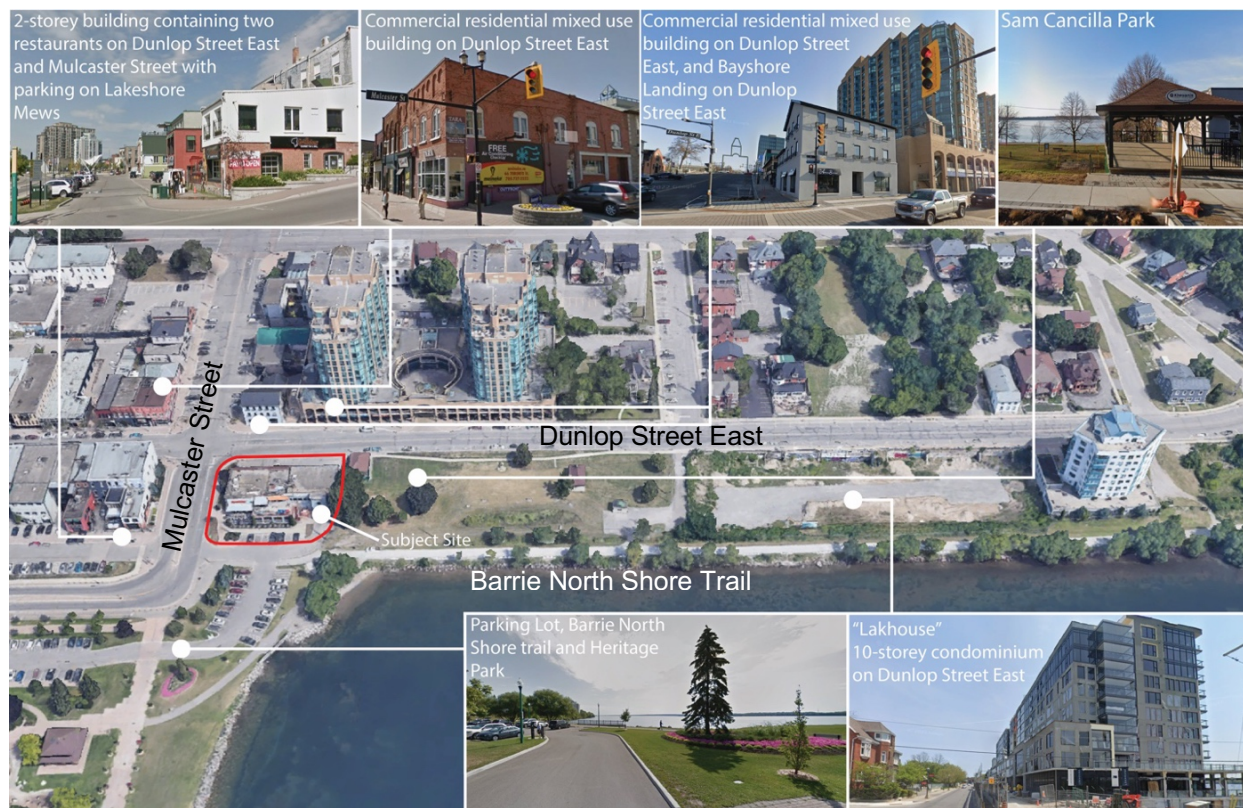 2-storey building containing two
restaurants on Dunlop Street East
and Mulcaster Street with
parking on Lakeshore
Mews
Commercial residential mixed use
building on Dunlop Street East
Mulcaster St
FREE
Commercial residential mixed use
building on Dunlop Street
East, and Bayshore
Landing on Dunlop
Street East
Sam Cancilla Park
Mulcaster Street
Dunlop Street East
Subject Site
Barrie North Shore Trail
Parking Lot, Barrie North
Shore trail and Heritage
Park
“Lakhouse”
10-storey condominium
on Dunlop Street East